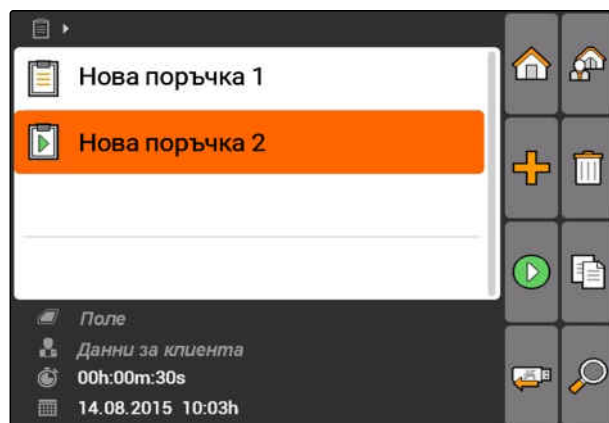 Нова поръчка 1
Нова поръчка 2
Поле
Данни за клиента
00h:00m:30s
14.08.2015 10:03h